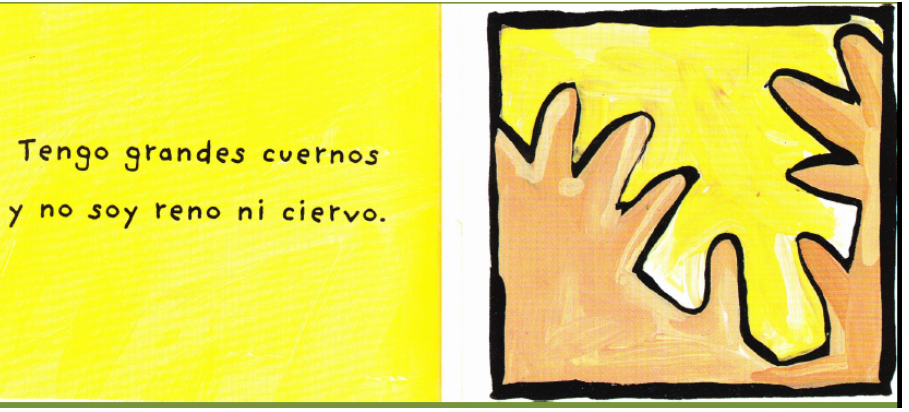 Tengo grandes cuernos
y no soy reno ni ciervo.